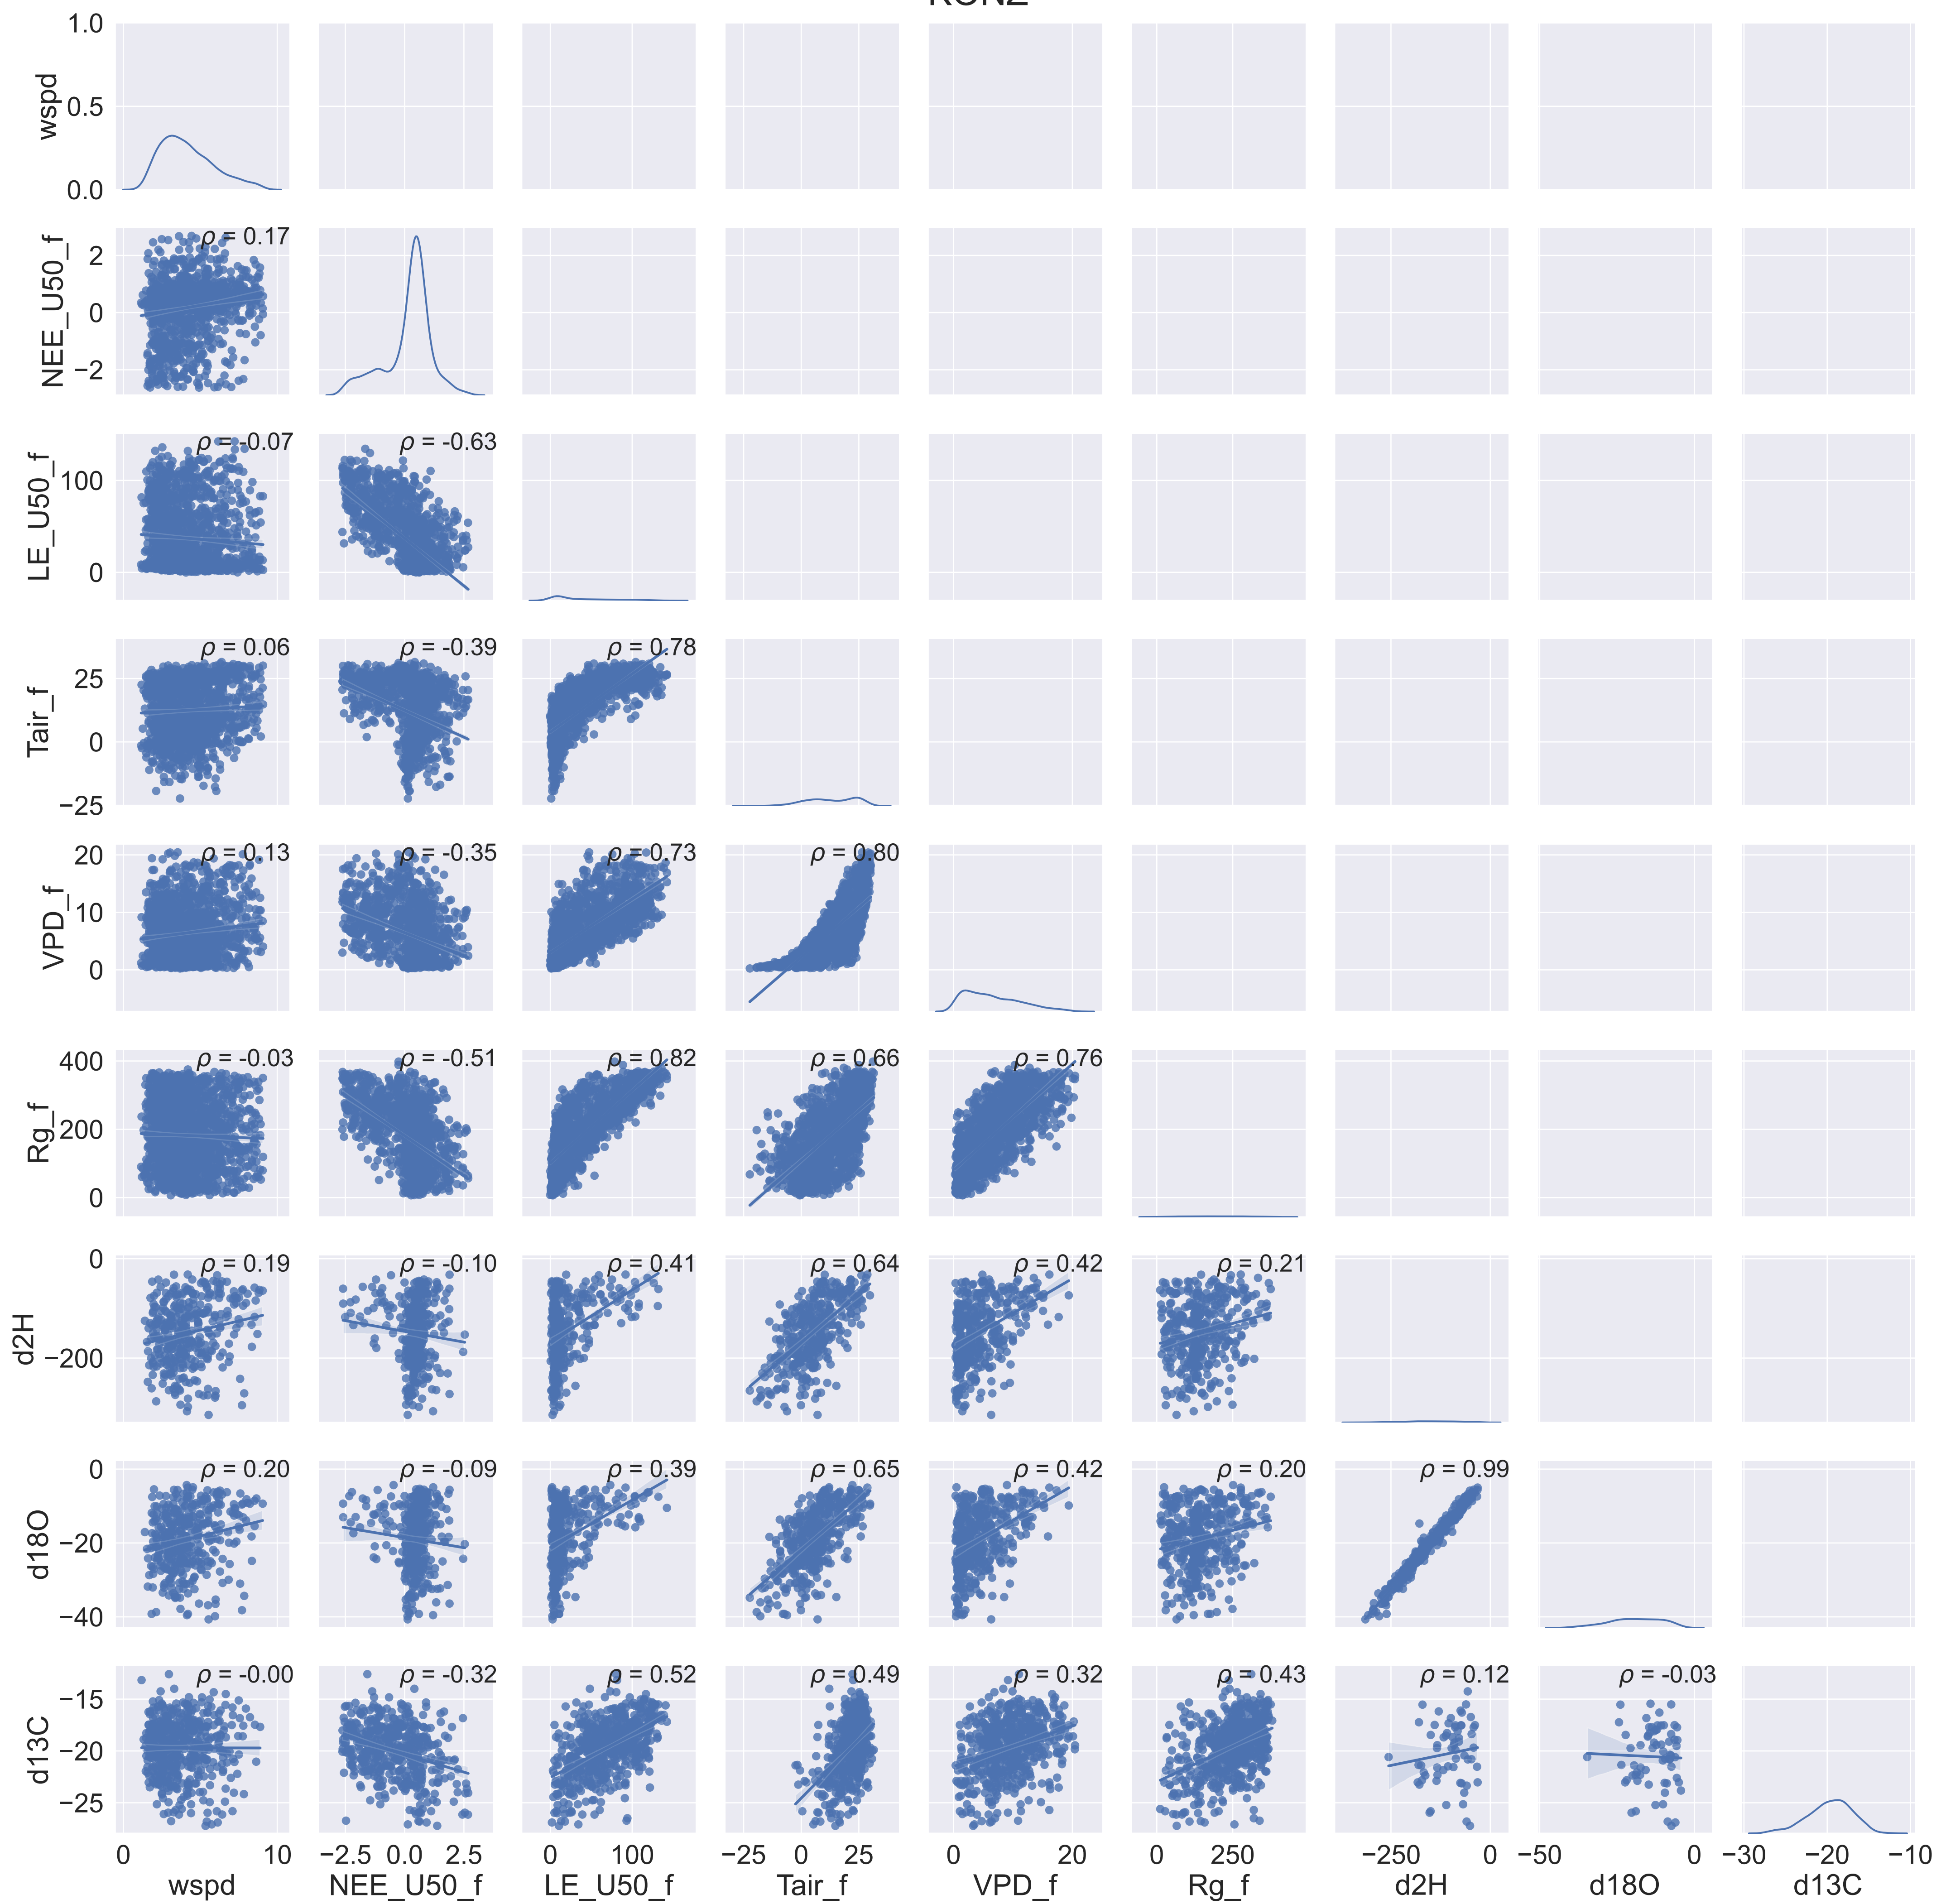 1.0
0.5
0.0
wspd
0
10
ρ = 0.17
2
0
−2
NEE_U50_f
−2.5
0.0
2.5
ρ = -0.07
ρ = -0.63
100
0
LE_U50_f
ρ = 0.06
ρ = -0.39
ρ = 0.78
25
0
−25
Tair_f
ρ = 0.13
ρ = -0.35
ρ = 0.73
ρ = 0.80
20
10
0
VPD_f
ρ = -0.03
ρ = -0.51
ρ = 0.82
ρ = 0.66
ρ = 0.76
400
200
0
Rg_f
ρ = 0.19
ρ = -0.10
ρ = 0.41
ρ = 0.64
ρ = 0.42
ρ = 0.21
0
−200
d2H
ρ = 0.20
ρ = -0.09
ρ = 0.39
ρ = 0.65
ρ = 0.42
ρ = 0.20
ρ = 0.99
0
−20
−40
d18O
ρ = -0.00
ρ = -0.32
ρ = 0.52
ρ = 0.49
ρ = 0.32
ρ = 0.43
ρ = 0.12
ρ = -0.03
−15
−20
−25
d13C
0 100
−25 0 25
0 20
0 250
−250 0
−50 0
−30 −20 −10
wspd NEE_U50_f LE_U50_f Tair_f VPD_f Rg_f d2H d18O d13C